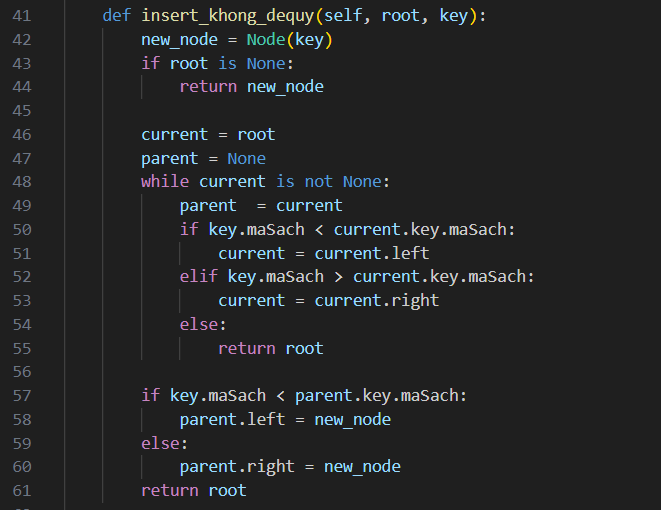 41 def insert_khong_dequy(self, root, key):
42 new_node = Node(key)
43 if root is None:
44 return new_node
45
46 current = root
47 parent = None
48 while current is not None:
49 parent  = current
50 if key.maSach < current.key.maSach:
51 current = current.left
52 elif key.maSach > current.key.maSach:
53 current = current.right
54 else:
55 return root
56
57 if key.maSach < parent.key.maSach:
58 parent.left = new_node
59 else:
60 parent.right = new_node
61 return root